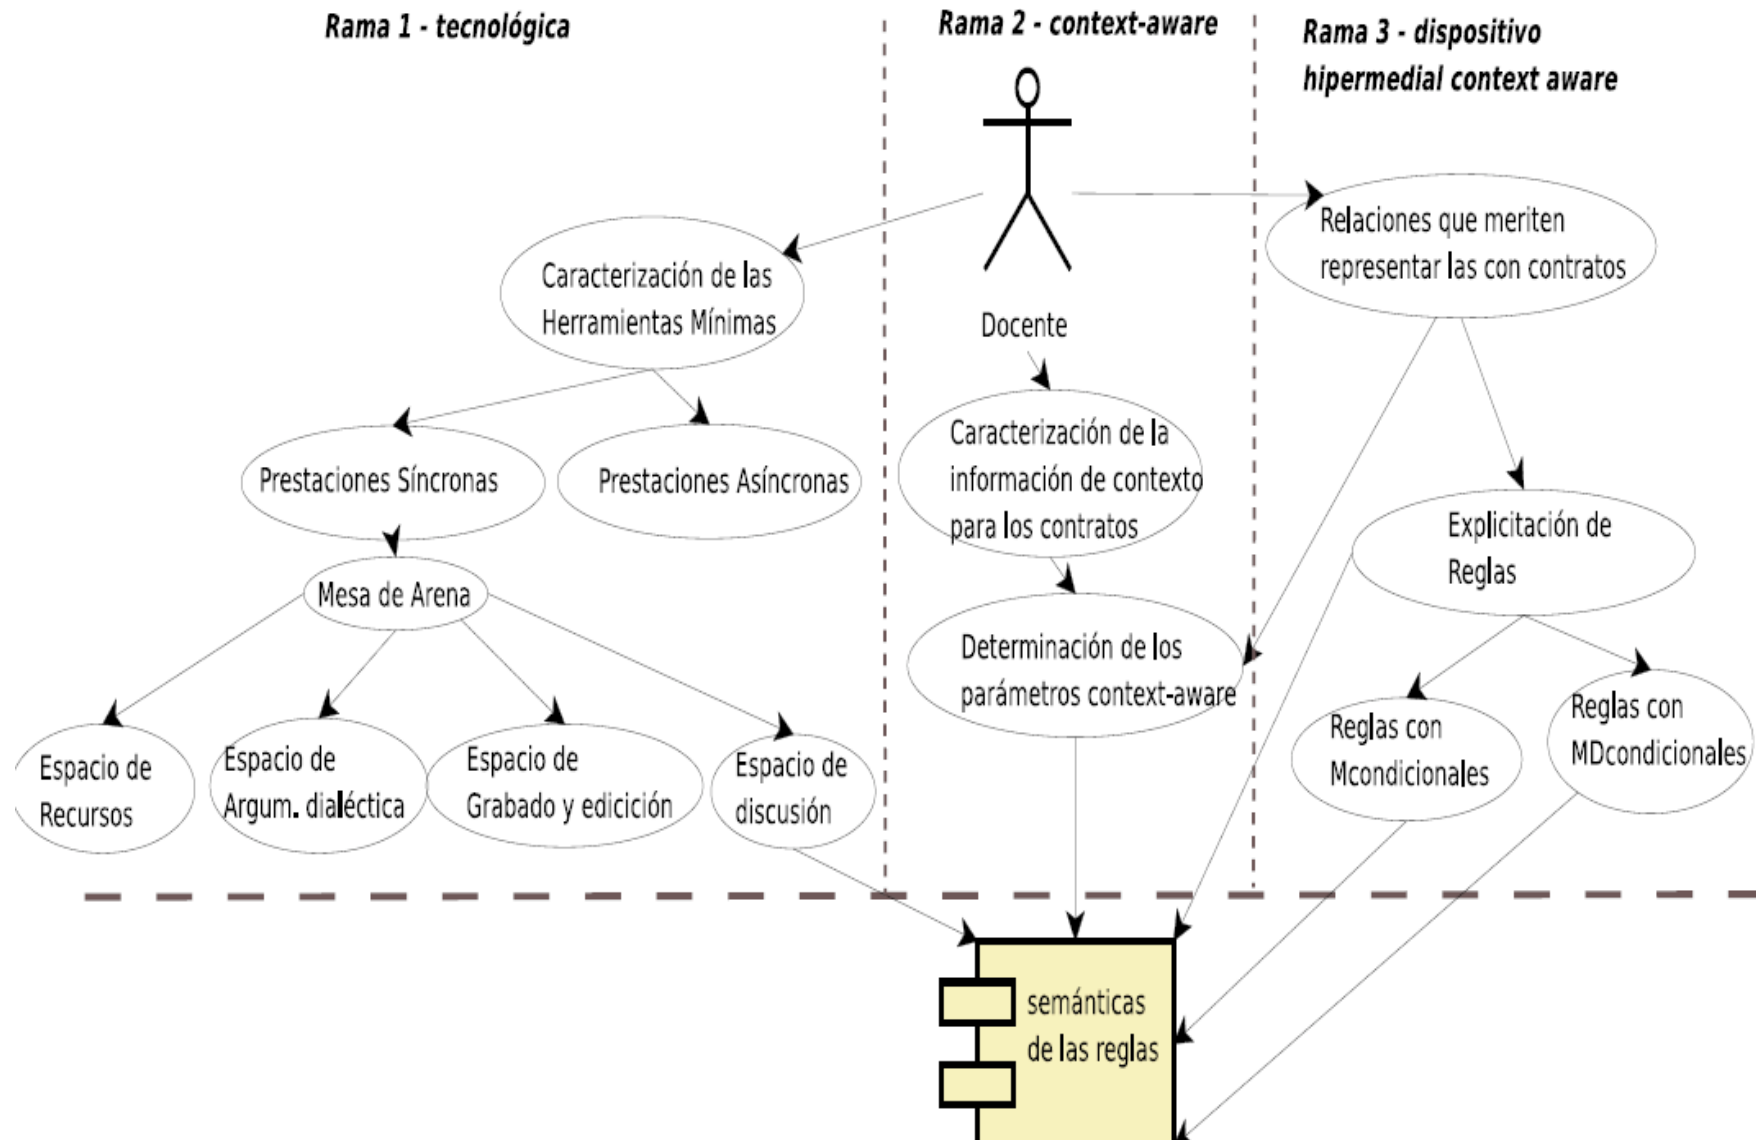 Rama 1 - tecnológica
Rama 2 - context-aware
Rama 3 - dispositivo
hipermedial context aware
Relaciones que meriten
representar las con contratos
Caracterización de las
Herramientas Mínimas
Docente
Prestaciones Síncronas
Prestaciones Asíncronas
Caracterización de la
información de contexto
para los contratos
Explicitación de
Reglas
Mesa de Arena
Determinación de los
parámetros context-aware
Reglas con
Mcondicionales
Reglas con
MDcondicionales
Espacio de
Recursos
Espacio de
Argum. dialéctica
Espacio de
Grabado y edicición
Espacio de
discusión
semánticas
de las reglas